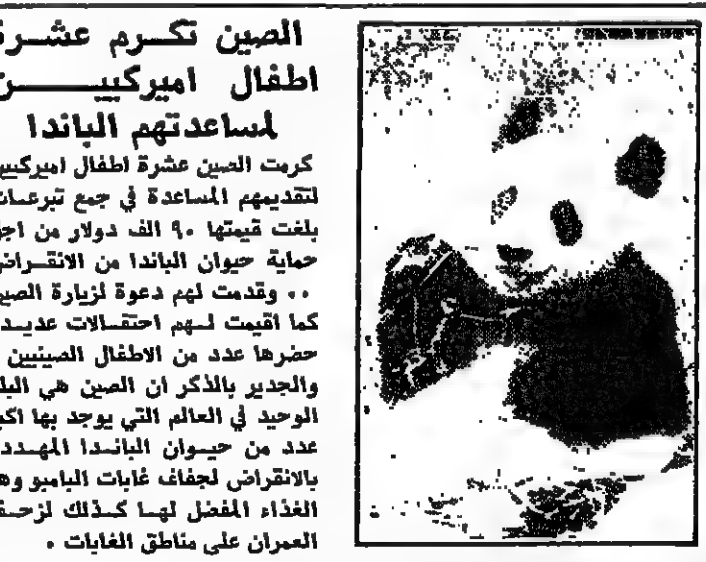 الصين تكرم عشرة
اطفال اميركيين
لمساعدتهم الباندا
كرمت الصين عشرة اطفال اميركيين
لتقديمهم المساعدة في جمع تبرعات
بلغت قيمتها ٩٠ الف دولار من اجل
حماية حيوان الباندا من الانقراض
.. وقدمت لهم دعوة لزيارة الصين
كما اقيمت لهم احتفالات عديدة
حضرها عدد من الاطفال الصينيين
والجدير بالذكر ان الصين هي البلد
الوحيد في العالم التي يوجد بها اكبر
عدد من حيوان الباندا المهدد
بالانقراض لجفاف غابات البامبو وهو
الغذاء المفضل لها كذلك لزحف
العمران على مناطق الغابات .